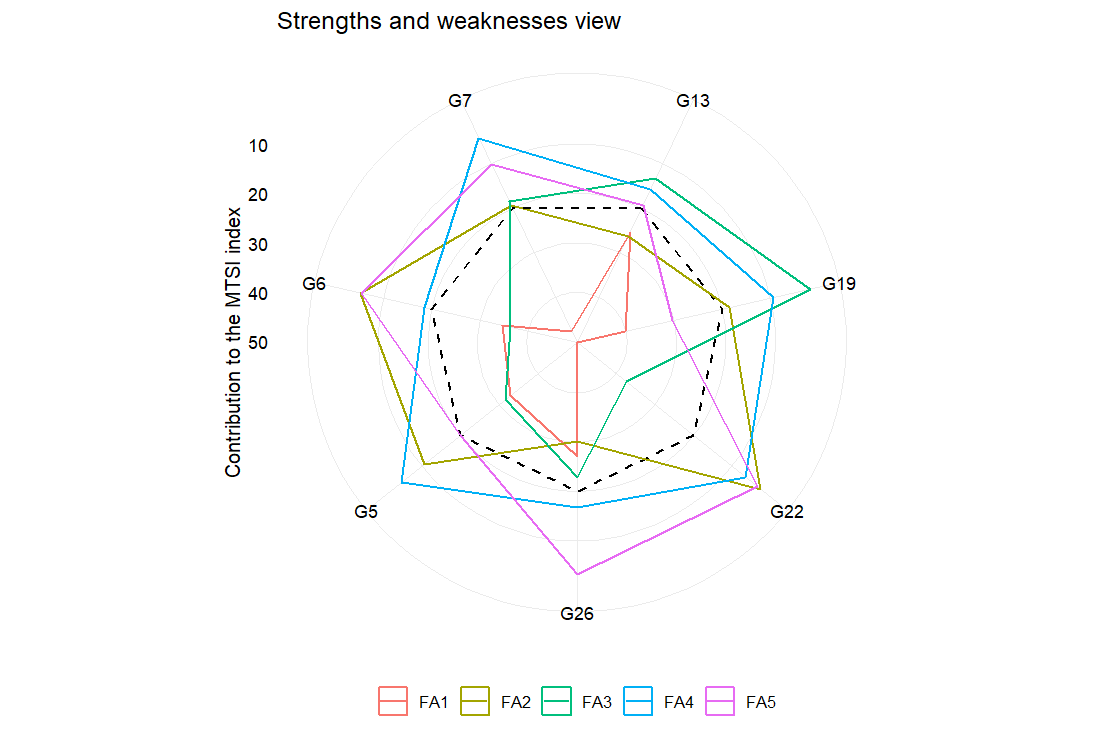 Strengths and weaknesses view
G7
G13
10
20
30
40
50
Contribution to the MTSI index
G6
G19
G5
G22
G26
FA1 FA2 FA3 FA4 FA5